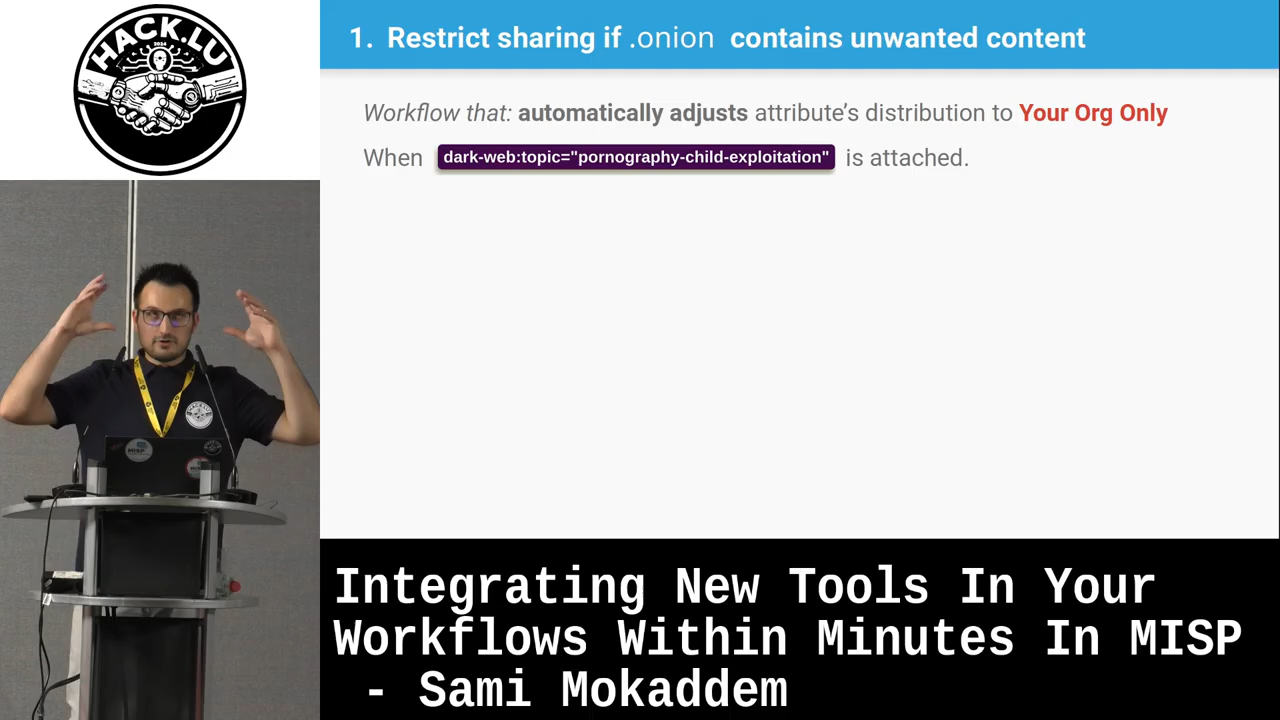 HACK.LU
2024
1. Restrict sharing if .onion contains unwanted content
Workflow that: automatically adjusts attribute's distribution to Your Org Only
When dark-web:topic="pornography-child-exploitation" is attached.
MISP
Integrating New Tools In Your
Workflows Within Minutes In MISP
- Sami Mokaddem